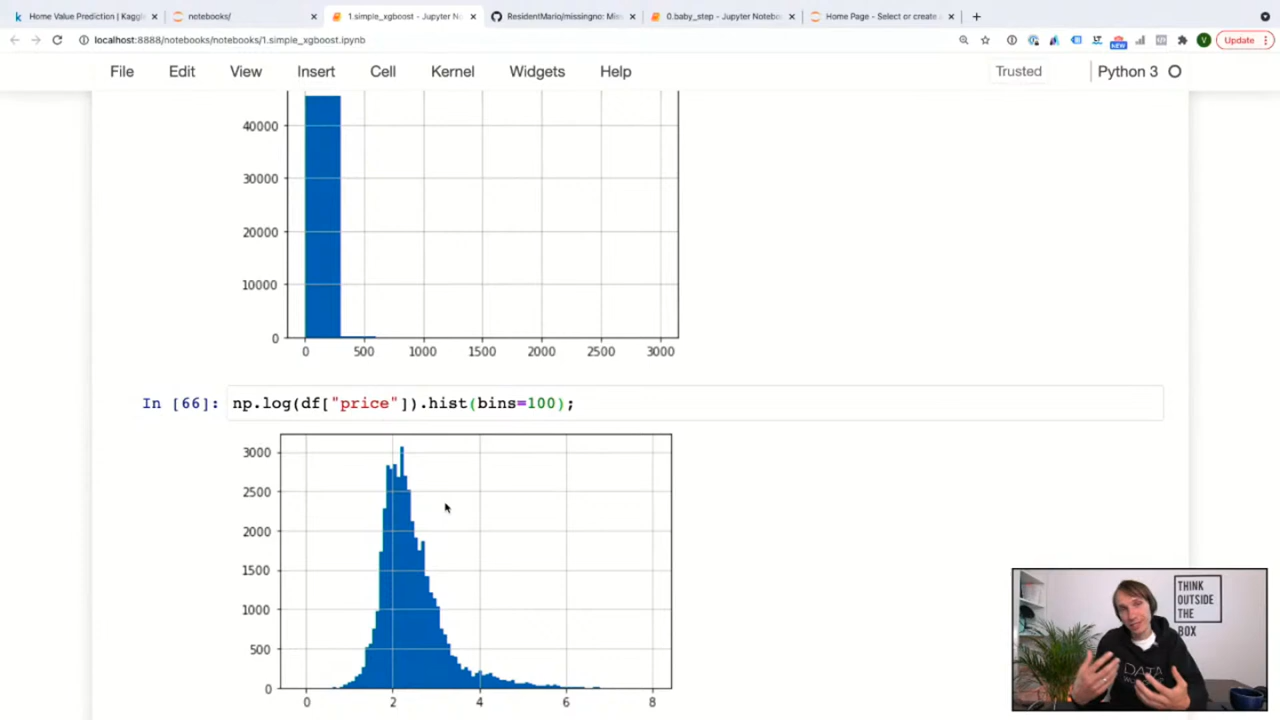 Home Value Prediction | Kaggle
notebooks/
1.simple_xgboost - Jupyter N
ResidentMario/missingno: Mis
0.baby_step - Jupyter Notebo
Home Page - Select or create
localhost:8888/notebooks/notebooks/1.simple_xgboost.ipynb
NEW
V
Update
File Edit View Insert Cell Kernel Widgets Help
Trusted
Python 3
40000
30000
20000
10000
0
0 500 1000 1500 2000 2500 3000
In [66]: np.log(df["price"]).hist(bins=100);
3000
2500
2000
1500
1000
500
0
0 2 4 6 8
THINK
OUTSIDE
THE
BOX
DATA